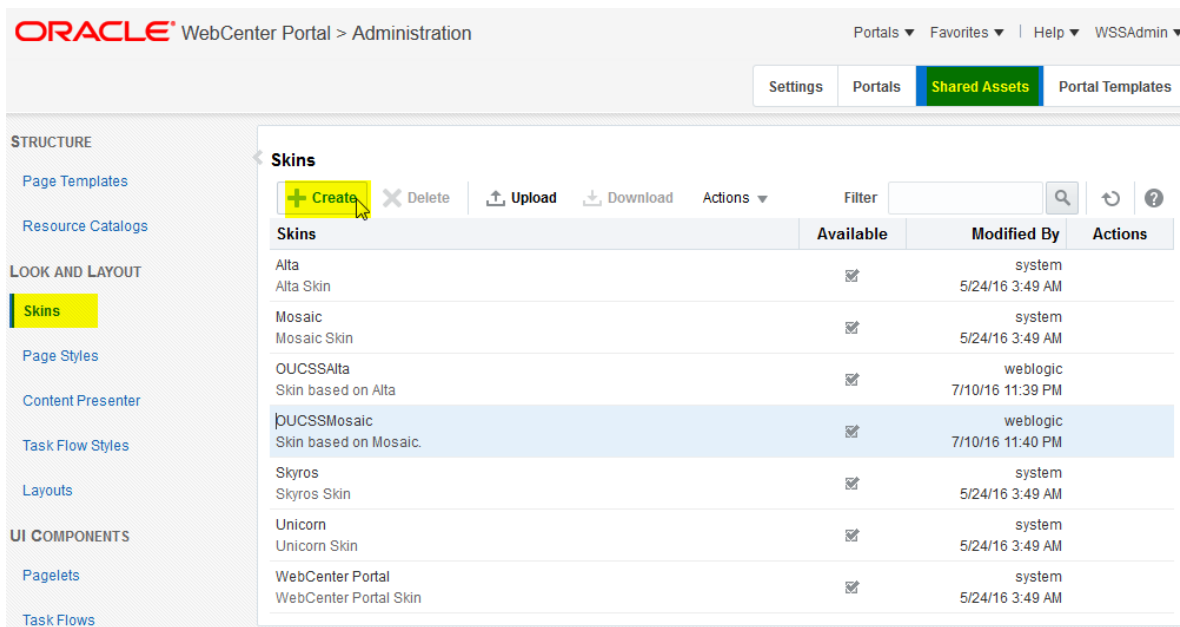 ORACLE® WebCenter Portal > Administration
Portals ▼ Favorites ▼ | Help ▼ WSSAdmin ▼
Settings Portals Shared Assets Portal Templates
STRUCTURE
Page Templates
Resource Catalogs
LOOK AND LAYOUT
Skins
Page Styles
Content Presenter
Task Flow Styles
Layouts
UI COMPONENTS
Pagelets
Task Flows
Skins
Create Delete Upload Download Actions ▼ Filter
Skins Available Modified By Actions
Alta system
Alta Skin 5/24/16 3:49 AM
Mosaic system
Mosaic Skin 5/24/16 3:49 AM
OUCSSAlta weblogic
Skin based on Alta 7/10/16 11:39 PM
OUCSSMosaic weblogic
Skin based on Mosaic. 7/10/16 11:40 PM
Skyros system
Skyros Skin 5/24/16 3:49 AM
Unicorn system
Unicorn Skin 5/24/16 3:49 AM
WebCenter Portal system
WebCenter Portal Skin 5/24/16 3:49 AM